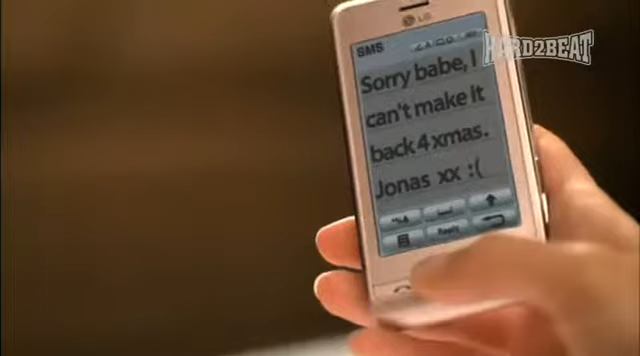 LG
HARD2BEAT
SMS
Sorry babe, I
can't make it
back 4 xmas.
Jonas xx :(
Reply